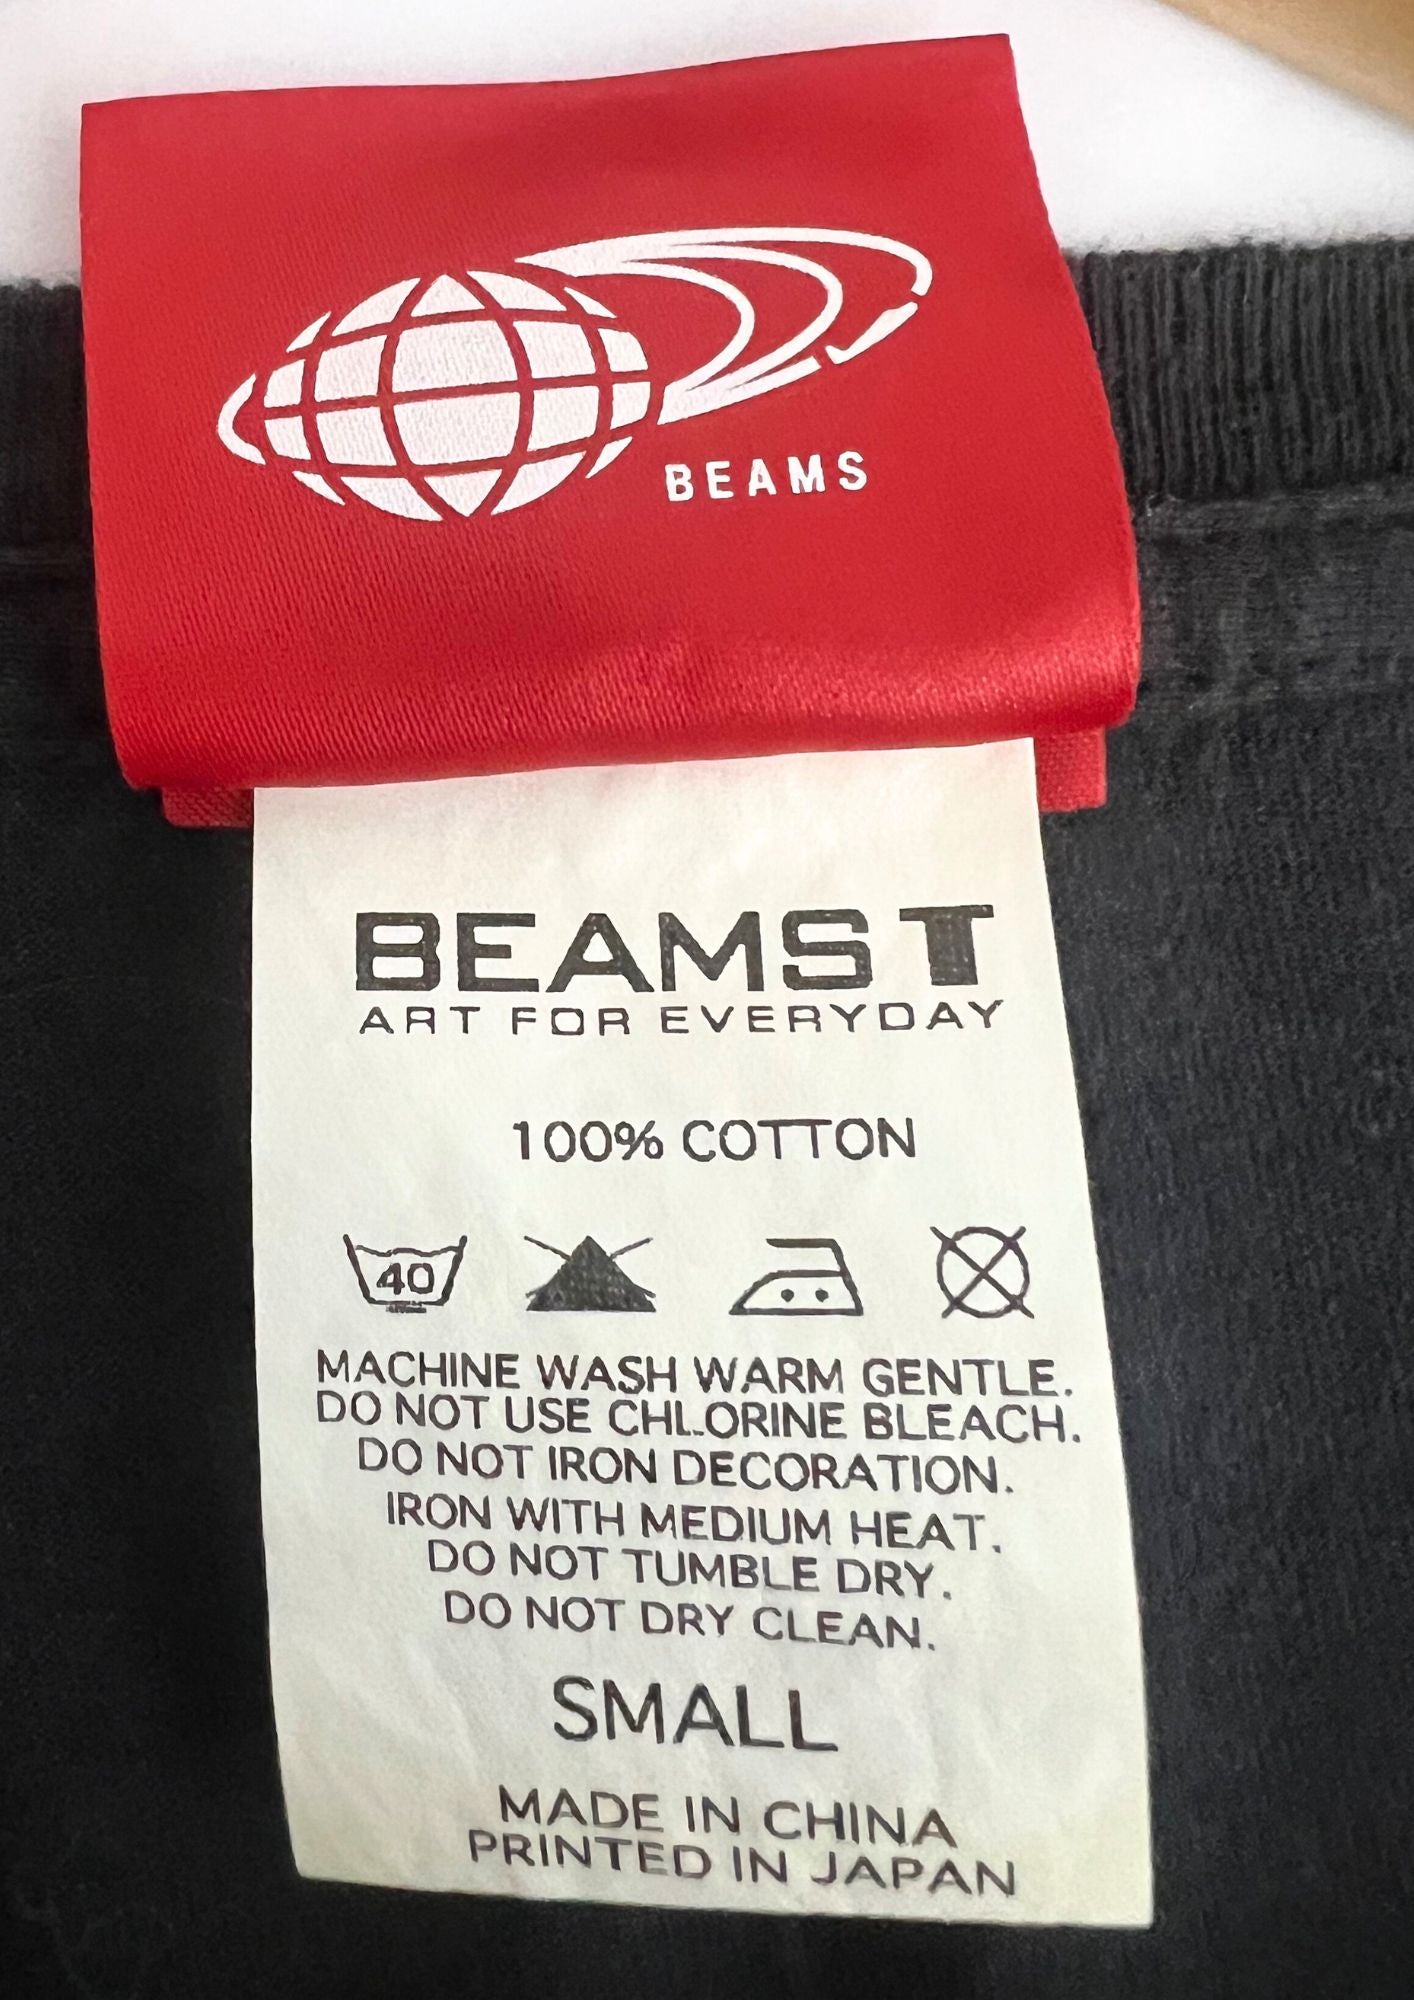 BEAMS
BEAMS T
ART FOR EVERYDAY
100% COTTON
40
MACHINE WASH WARM GENTLE.
DO NOT USE CHLORINE BLEACH.
DO NOT IRON DECORATION.
IRON WITH MEDIUM HEAT.
DO NOT TUMBLE DRY.
DO NOT DRY CLEAN.
SMALL
MADE IN CHINA
PRINTED IN JAPAN